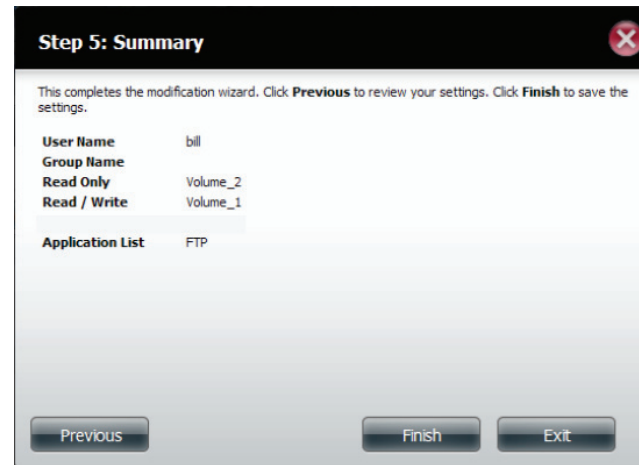 Step 5: Summary
This completes the modification wizard. Click Previous to review your settings. Click Finish to save the
settings.
User Name bill
Group Name
Read Only Volume_2
Read / Write Volume_1
Application List FTP
Previous Finish Exit